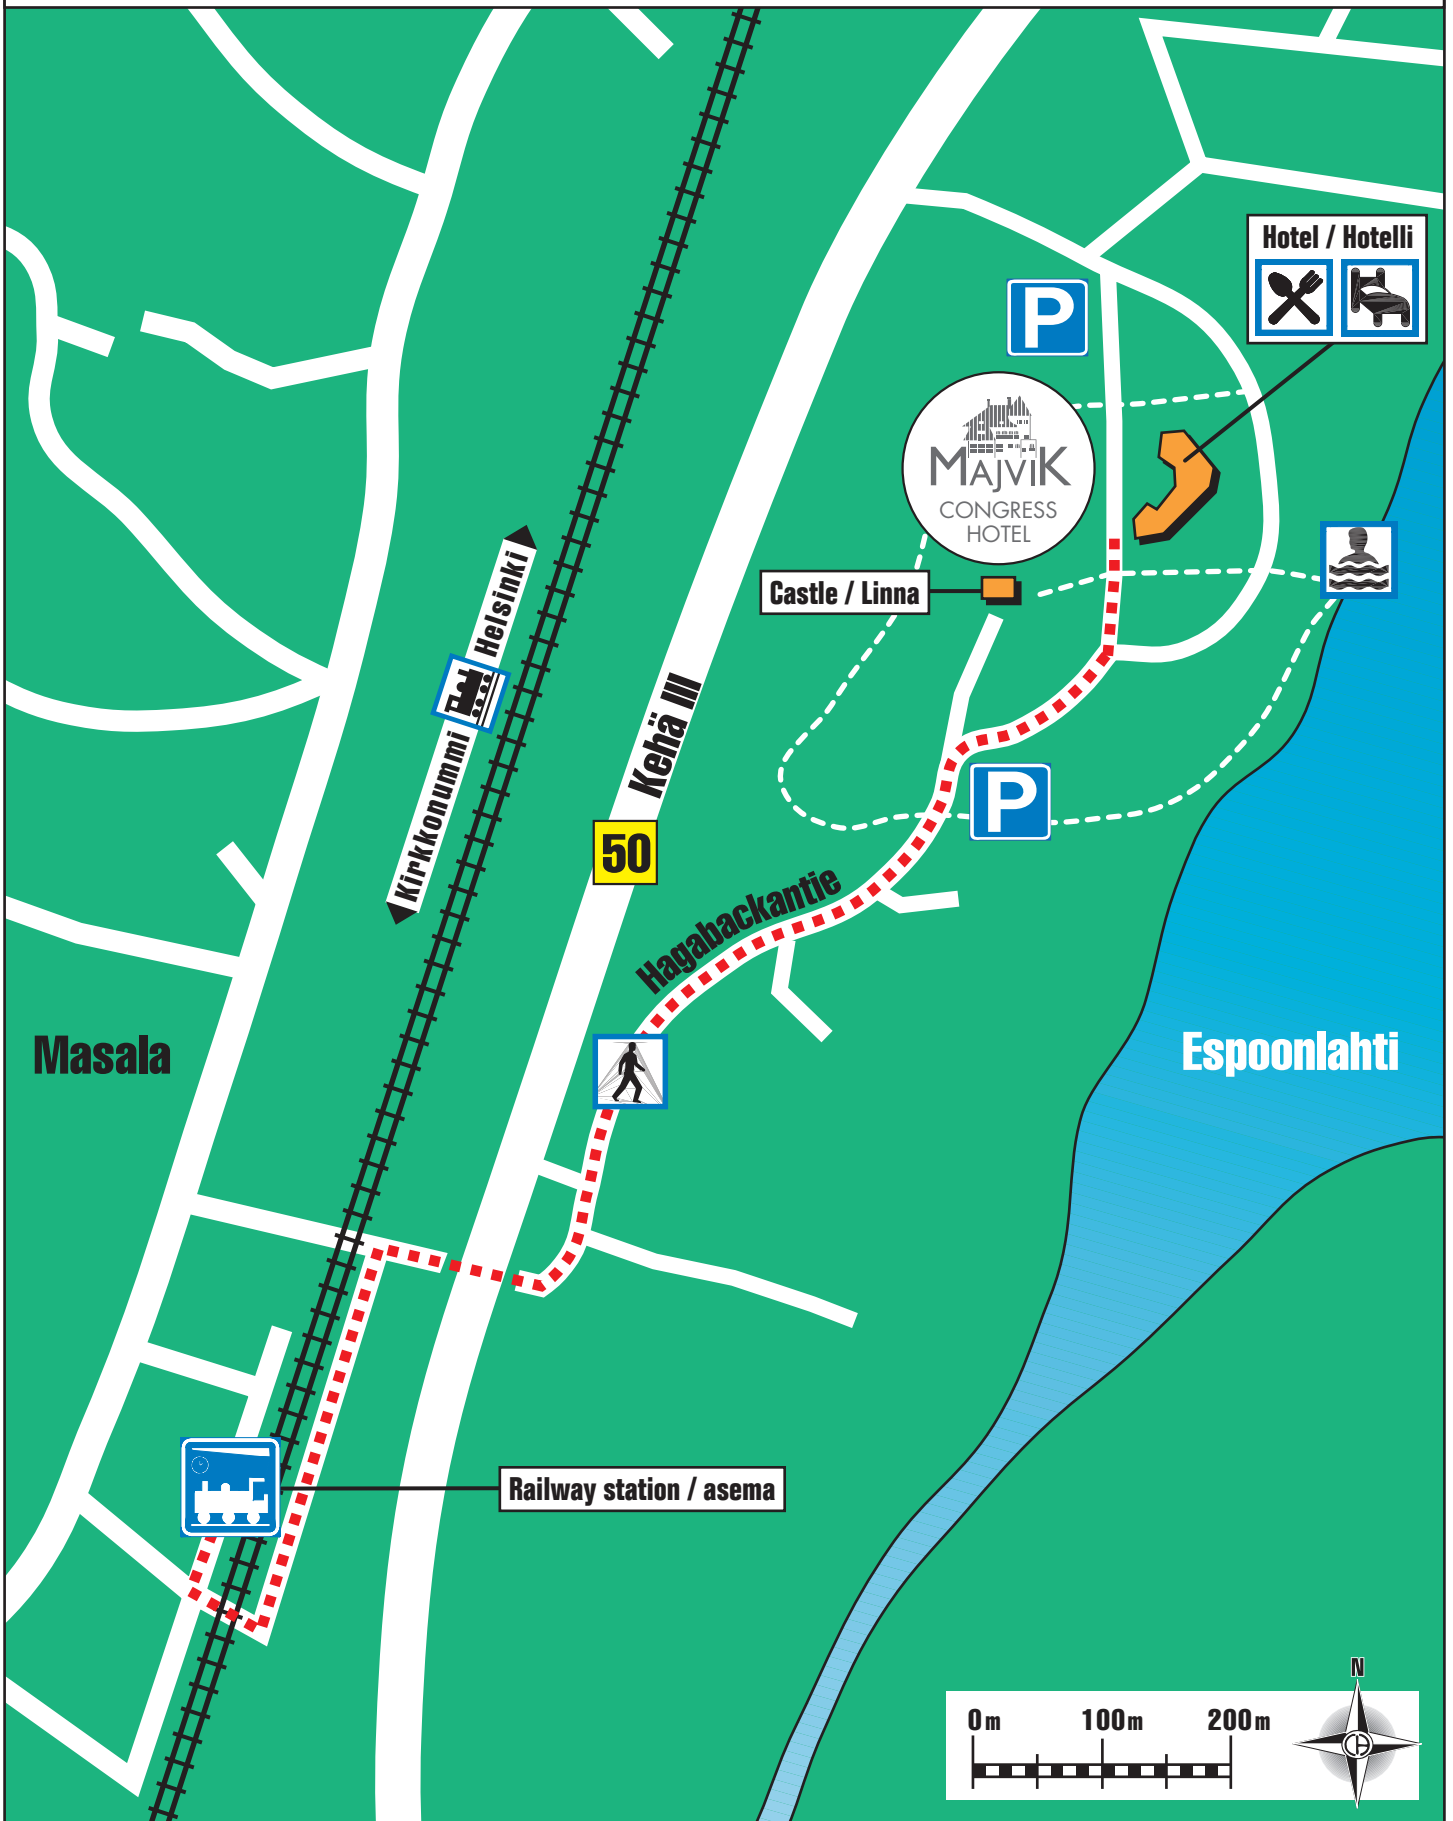 Hotel / Hotelli
P
MAJVIK
CONGRESS
HOTEL
Castle / Linna
Helsinki
Kirkkonummi
Kehä III
50
P
Hagabackantie
Masala
Espoonlahti
Railway station / asema
N
0m 100m 200m